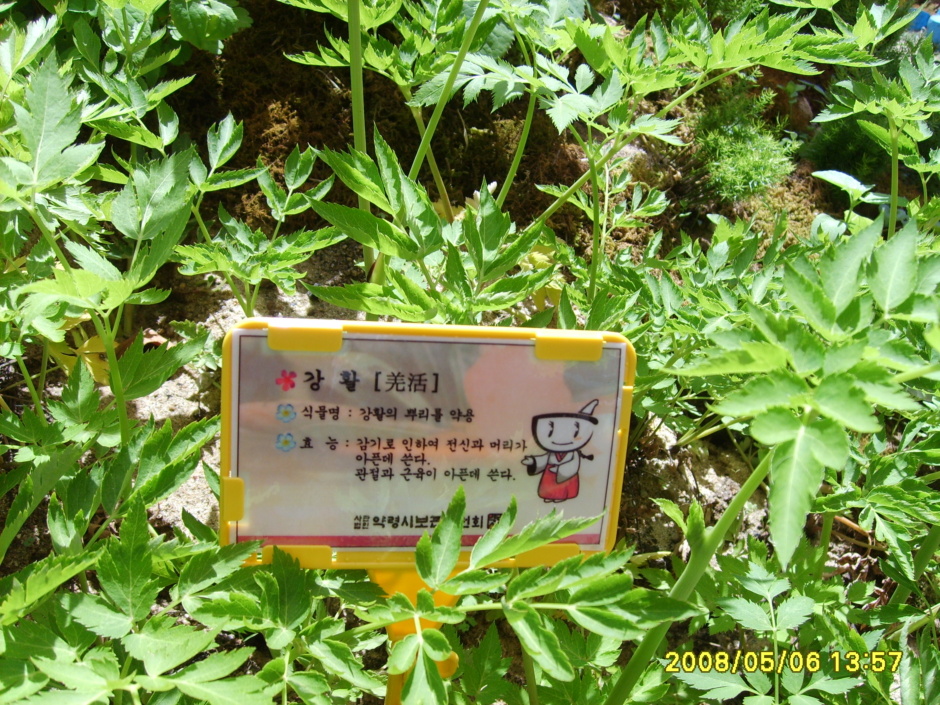 강 활 [羌活]
식물명 : 강활의 뿌리를 약용
효 능 : 감기로 인하여 전신과 머리가
아픈데 쓴다.
관절과 근육이 아픈데 쓴다.
약령시보존
2008/05/06 13:57